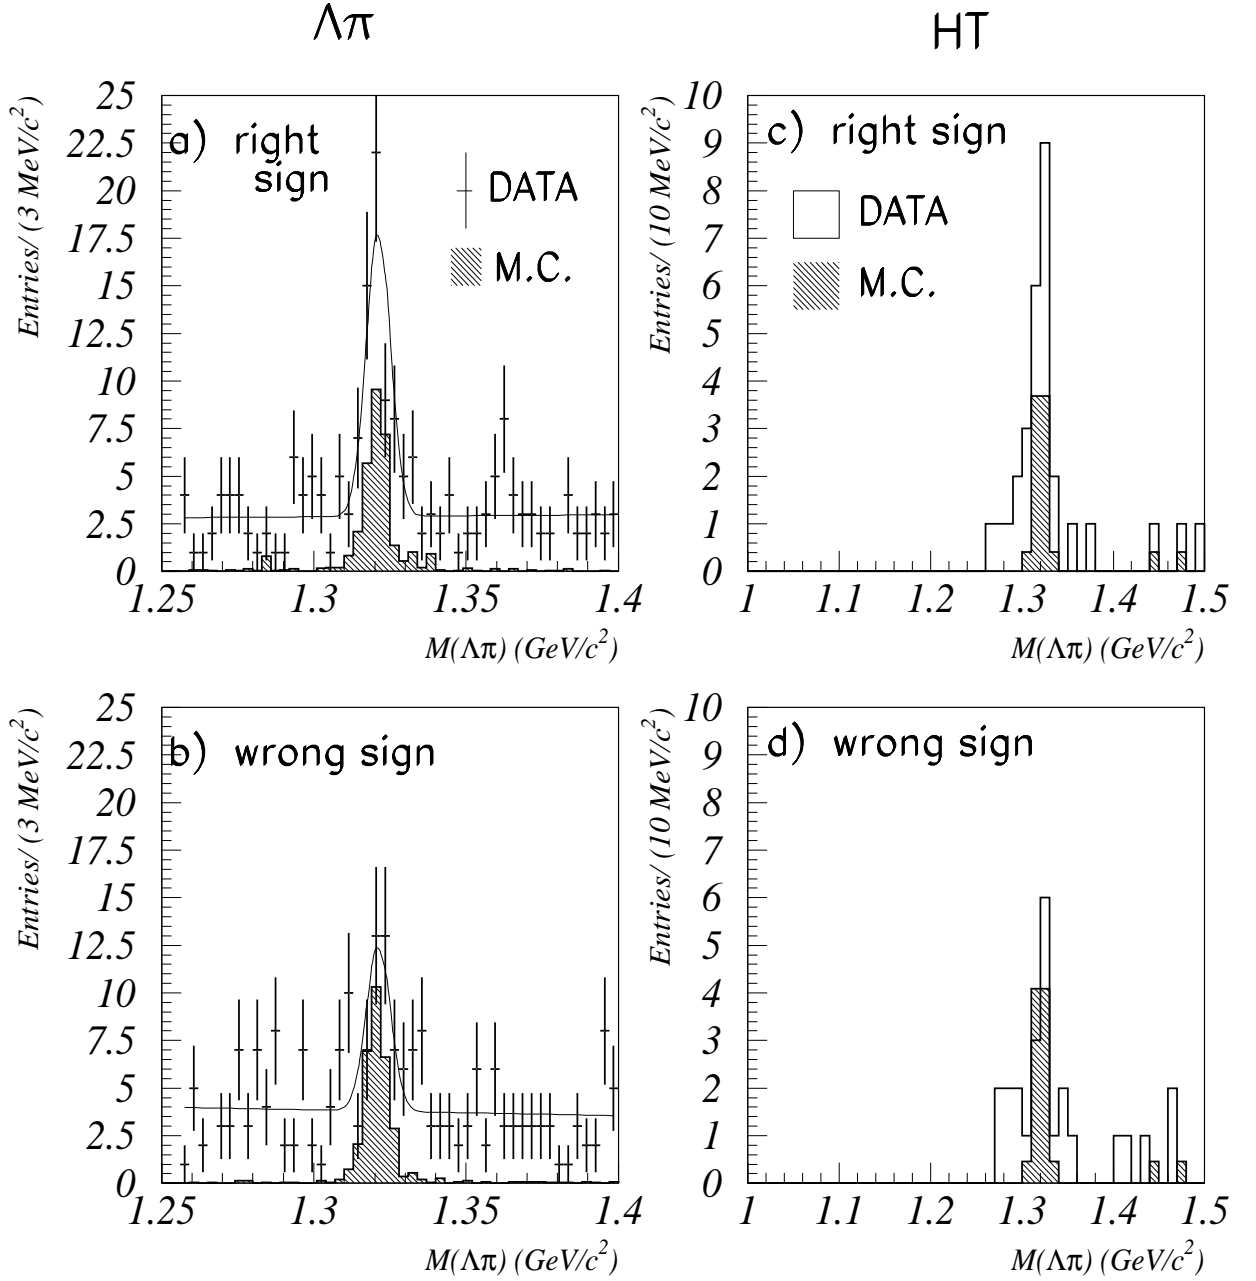 Λπ
HT
Entries/ (3 MeV/c²)
25
22.5
20
17.5
15
12.5
10
7.5
5
2.5
0
a) right
sign
DATA
M.C.
1.25 1.3 1.35 1.4
M(Λπ) (GeV/c²)
Entries/ (10 MeV/c²)
10
9
8
7
6
5
4
3
2
1
0
c) right sign
DATA
M.C.
1 1.1 1.2 1.3 1.4 1.5
M(Λπ) (GeV/c²)
Entries/ (3 MeV/c²)
25
22.5
20
17.5
15
12.5
10
7.5
5
2.5
0
b) wrong sign
1.25 1.3 1.35 1.4
M(Λπ) (GeV/c²)
Entries/ (10 MeV/c²)
10
9
8
7
6
5
4
3
2
1
0
d) wrong sign
1 1.1 1.2 1.3 1.4 1.5
M(Λπ) (GeV/c²)